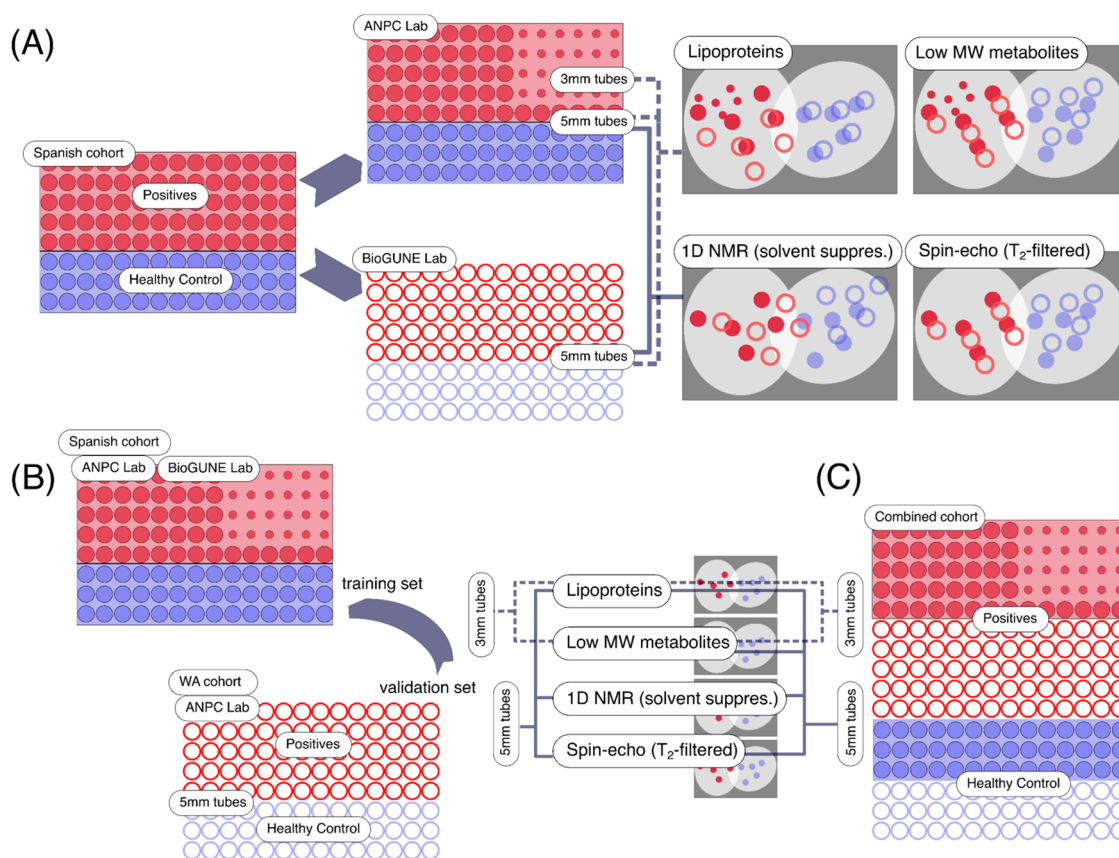 (A)
ANPC Lab
3mm tubes
5mm tubes
Spanish cohort
Positives
Healthy Control
BioGUNE Lab
5mm tubes
Lipoproteins
Low MW metabolites
1D NMR (solvent suppres.)
Spin-echo (T₂-filtered)
(B)
Spanish cohort
ANPC Lab
BioGUNE Lab
training set
validation set
WA cohort
ANPC Lab
Positives
5mm tubes
Healthy Control
3mm tubes
5mm tubes
Lipoproteins
Low MW metabolites
1D NMR (solvent suppres.)
Spin-echo (T₂-filtered)
3mm tubes
5mm tubes
(C)
Combined cohort
Positives
Healthy Control